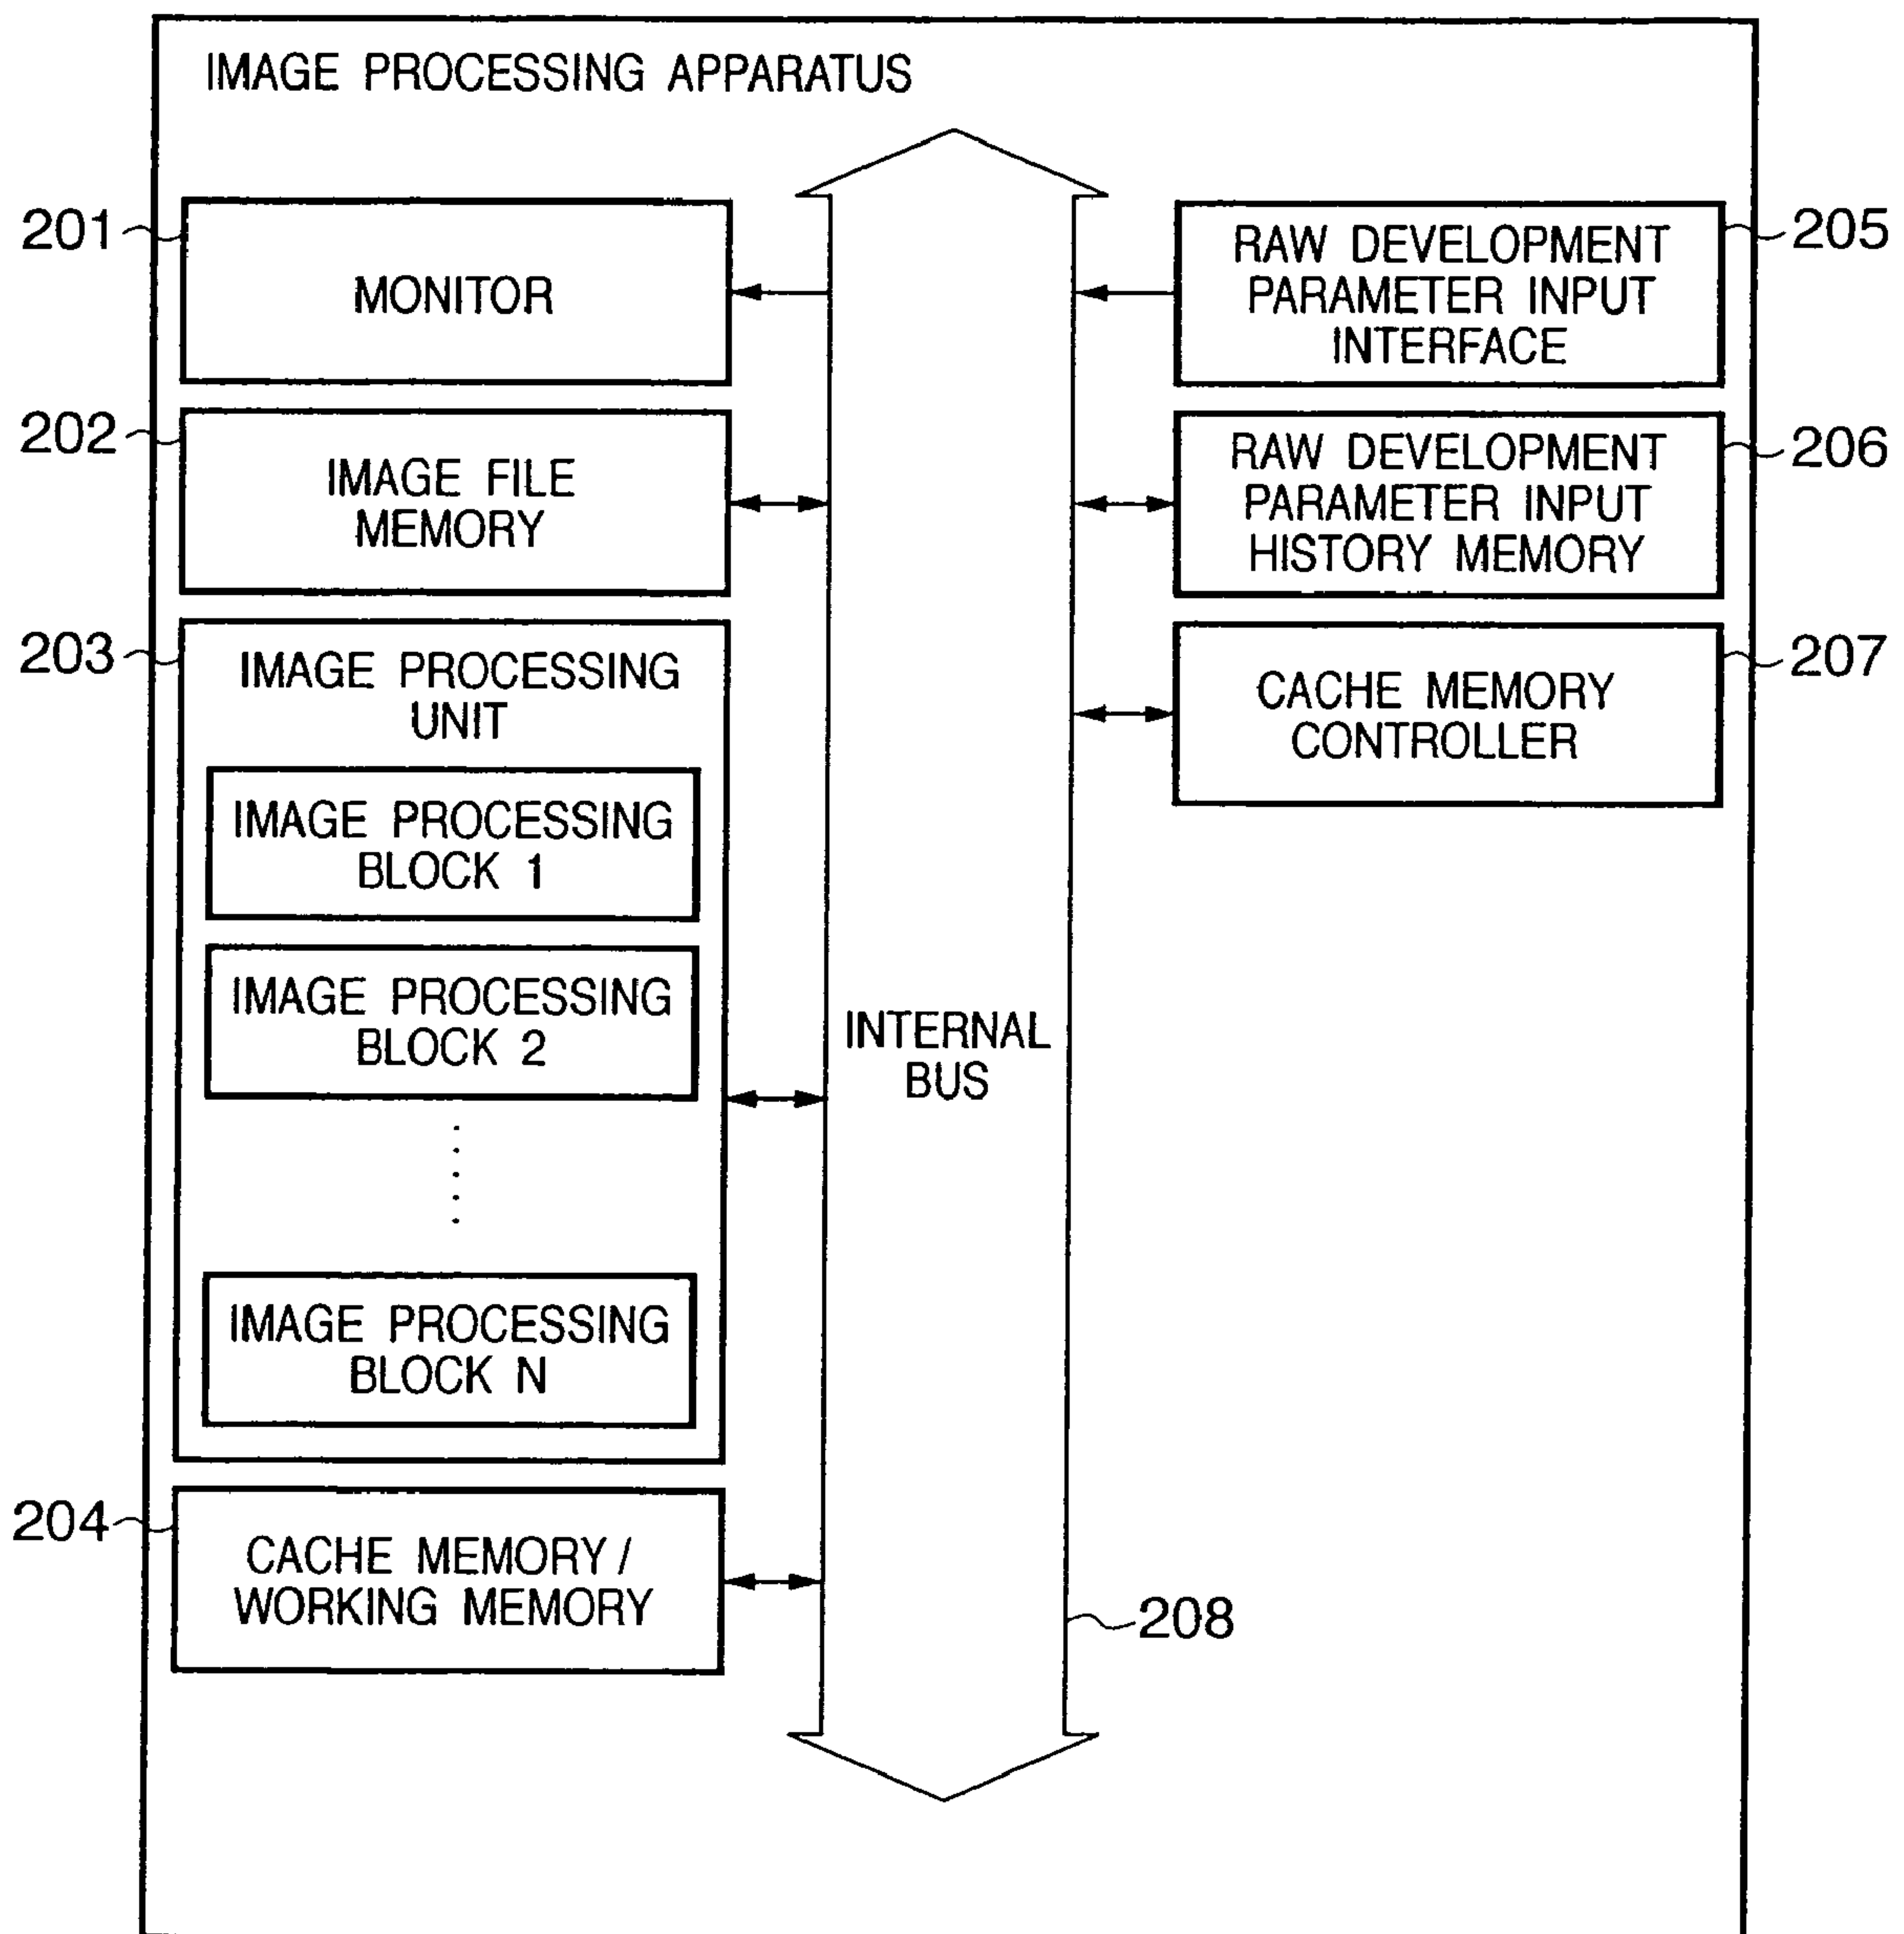 IMAGE PROCESSING APPARATUS
201
MONITOR
202
IMAGE FILE
MEMORY
203
IMAGE PROCESSING
UNIT
IMAGE PROCESSING
BLOCK 1
IMAGE PROCESSING
BLOCK 2
IMAGE PROCESSING
BLOCK N
204
CACHE MEMORY /
WORKING MEMORY
INTERNAL
BUS
208
RAW DEVELOPMENT
PARAMETER INPUT
INTERFACE
205
RAW DEVELOPMENT
PARAMETER INPUT
HISTORY MEMORY
206
CACHE MEMORY
CONTROLLER
207